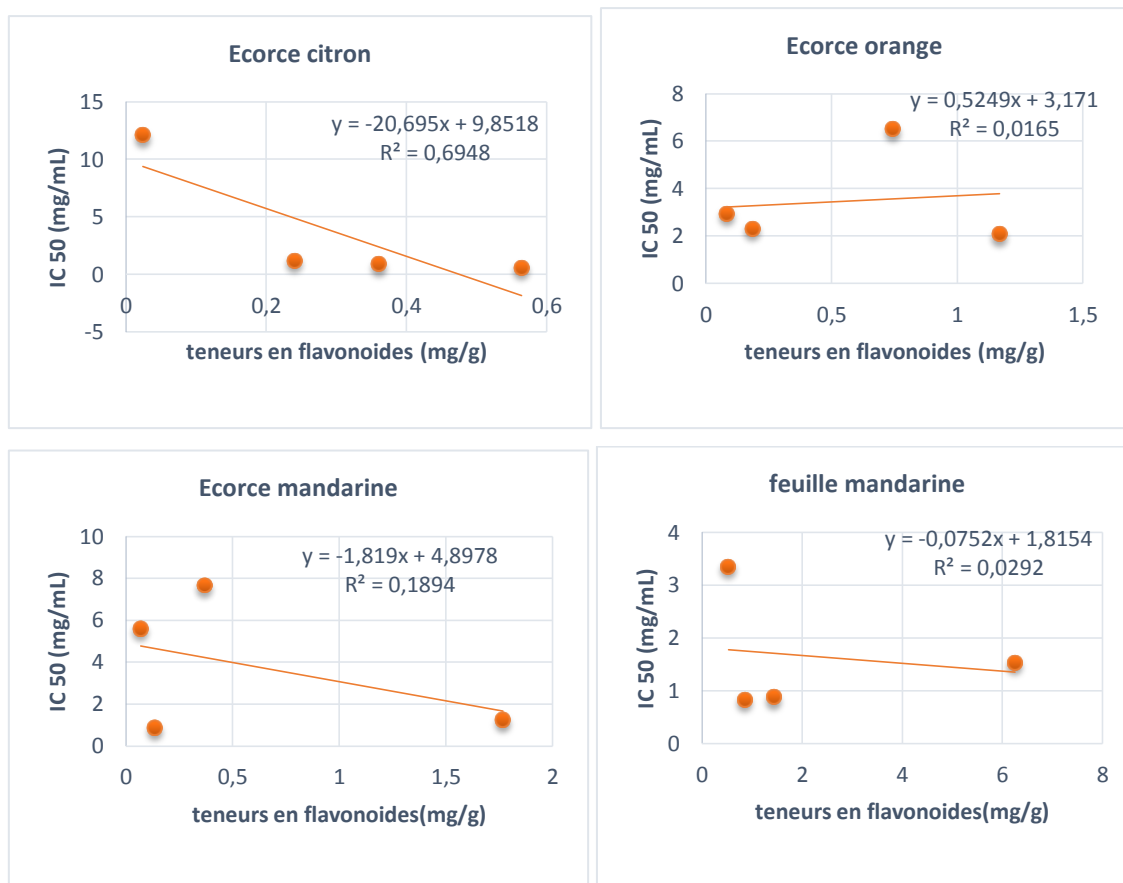 Ecorce citron
y = -20,695x + 9,8518
R² = 0,6948
15
10
5
0
-5
0
0,2
0,4
0,6
IC 50 (mg/mL)
teneurs en flavonoides (mg/g)
Ecorce orange
y = 0,5249x + 3,171
R² = 0,0165
8
6
4
2
0
0
0,5
1
1,5
IC 50 (mg/mL)
teneurs en flavonoides (mg/g)
Ecorce mandarine
y = -1,819x + 4,8978
R² = 0,1894
10
8
6
4
2
0
0
0,5
1
1,5
2
IC 50 (mg/mL)
teneurs en flavonoides(mg/g)
feuille mandarine
y = -0,0752x + 1,8154
R² = 0,0292
4
3
2
1
0
0
2
4
6
8
IC 50 (mg/mL)
teneurs en flavonoides(mg/g)